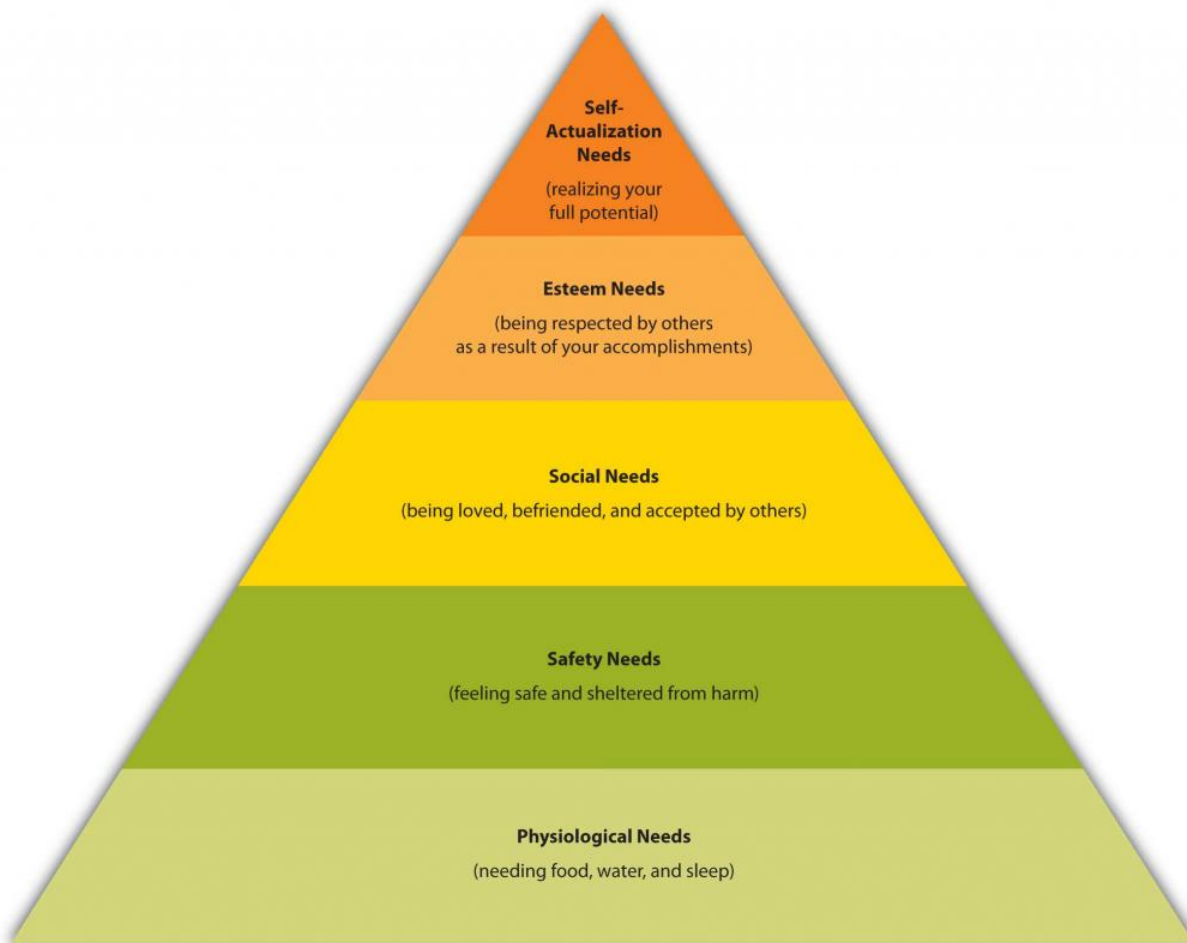 Self-
Actualization
Needs
(realizing your
full potential)
Esteem Needs
(being respected by others
as a result of your accomplishments)
Social Needs
(being loved, befriended, and accepted by others)
Safety Needs
(feeling safe and sheltered from harm)
Physiological Needs
(needing food, water, and sleep)